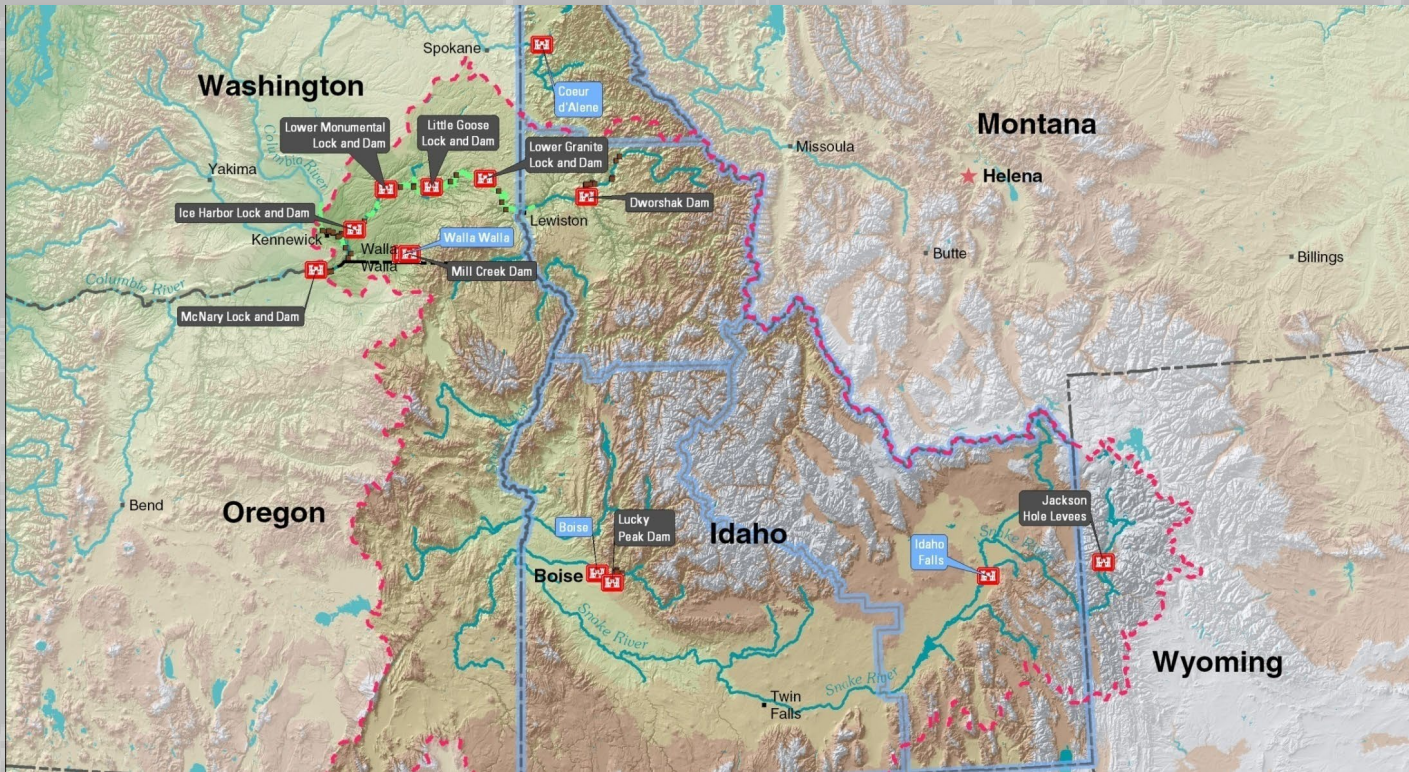 Spokane
Washington
Coeur
d'Alene
Lower Monumental
Lock and Dam
Little Goose
Lock and Dam
Lower Granite
Lock and Dam
Montana
Missoula
Helena
Columbia River
Yakima
Dworshak Dam
Ice Harbor Lock and Dam
Lewiston
Kennewick
Walla
Walla
Walla Walla
Mill Creek Dam
Butte
Billings
Columbia River
McNary Lock and Dam
Bend
Oregon
Boise
Lucky
Peak Dam
Idaho
Jackson
Hole Levees
Snake River
Idaho
Falls
Boise
Snake River
Wyoming
Snake River
Twin
Falls